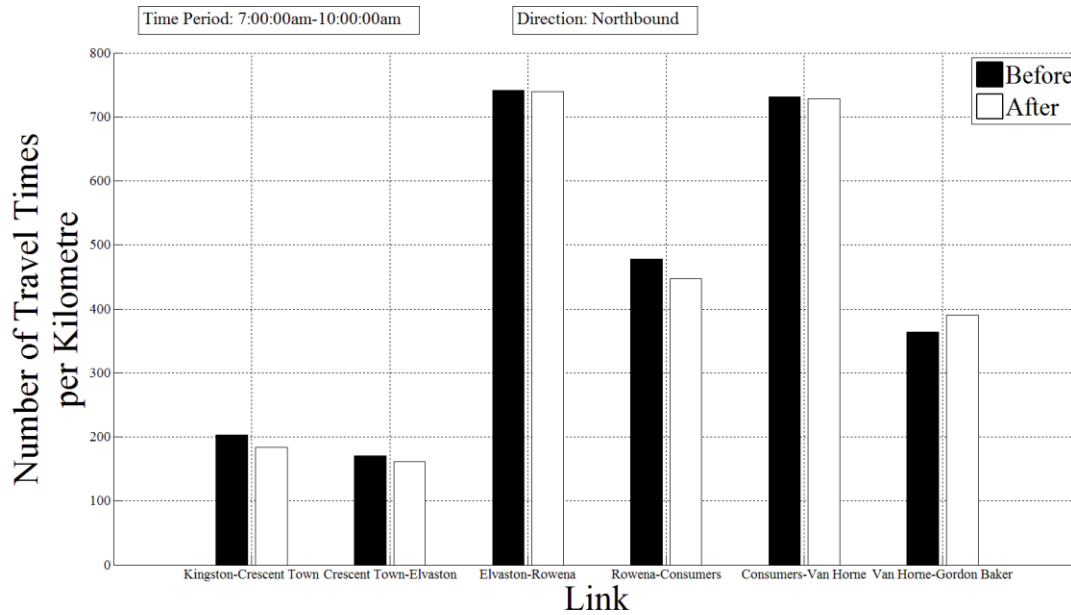 Time Period: 7:00:00am-10:00:00am
Direction: Northbound
Number of Travel Times
per Kilometre
800
700
600
500
400
300
200
100
0
Before
After
Kingston-Crescent Town
Crescent Town-Elvaston
Elvaston-Rowena
Rowena-Consumers
Consumers-Van Horne
Van Horne-Gordon Baker
Link